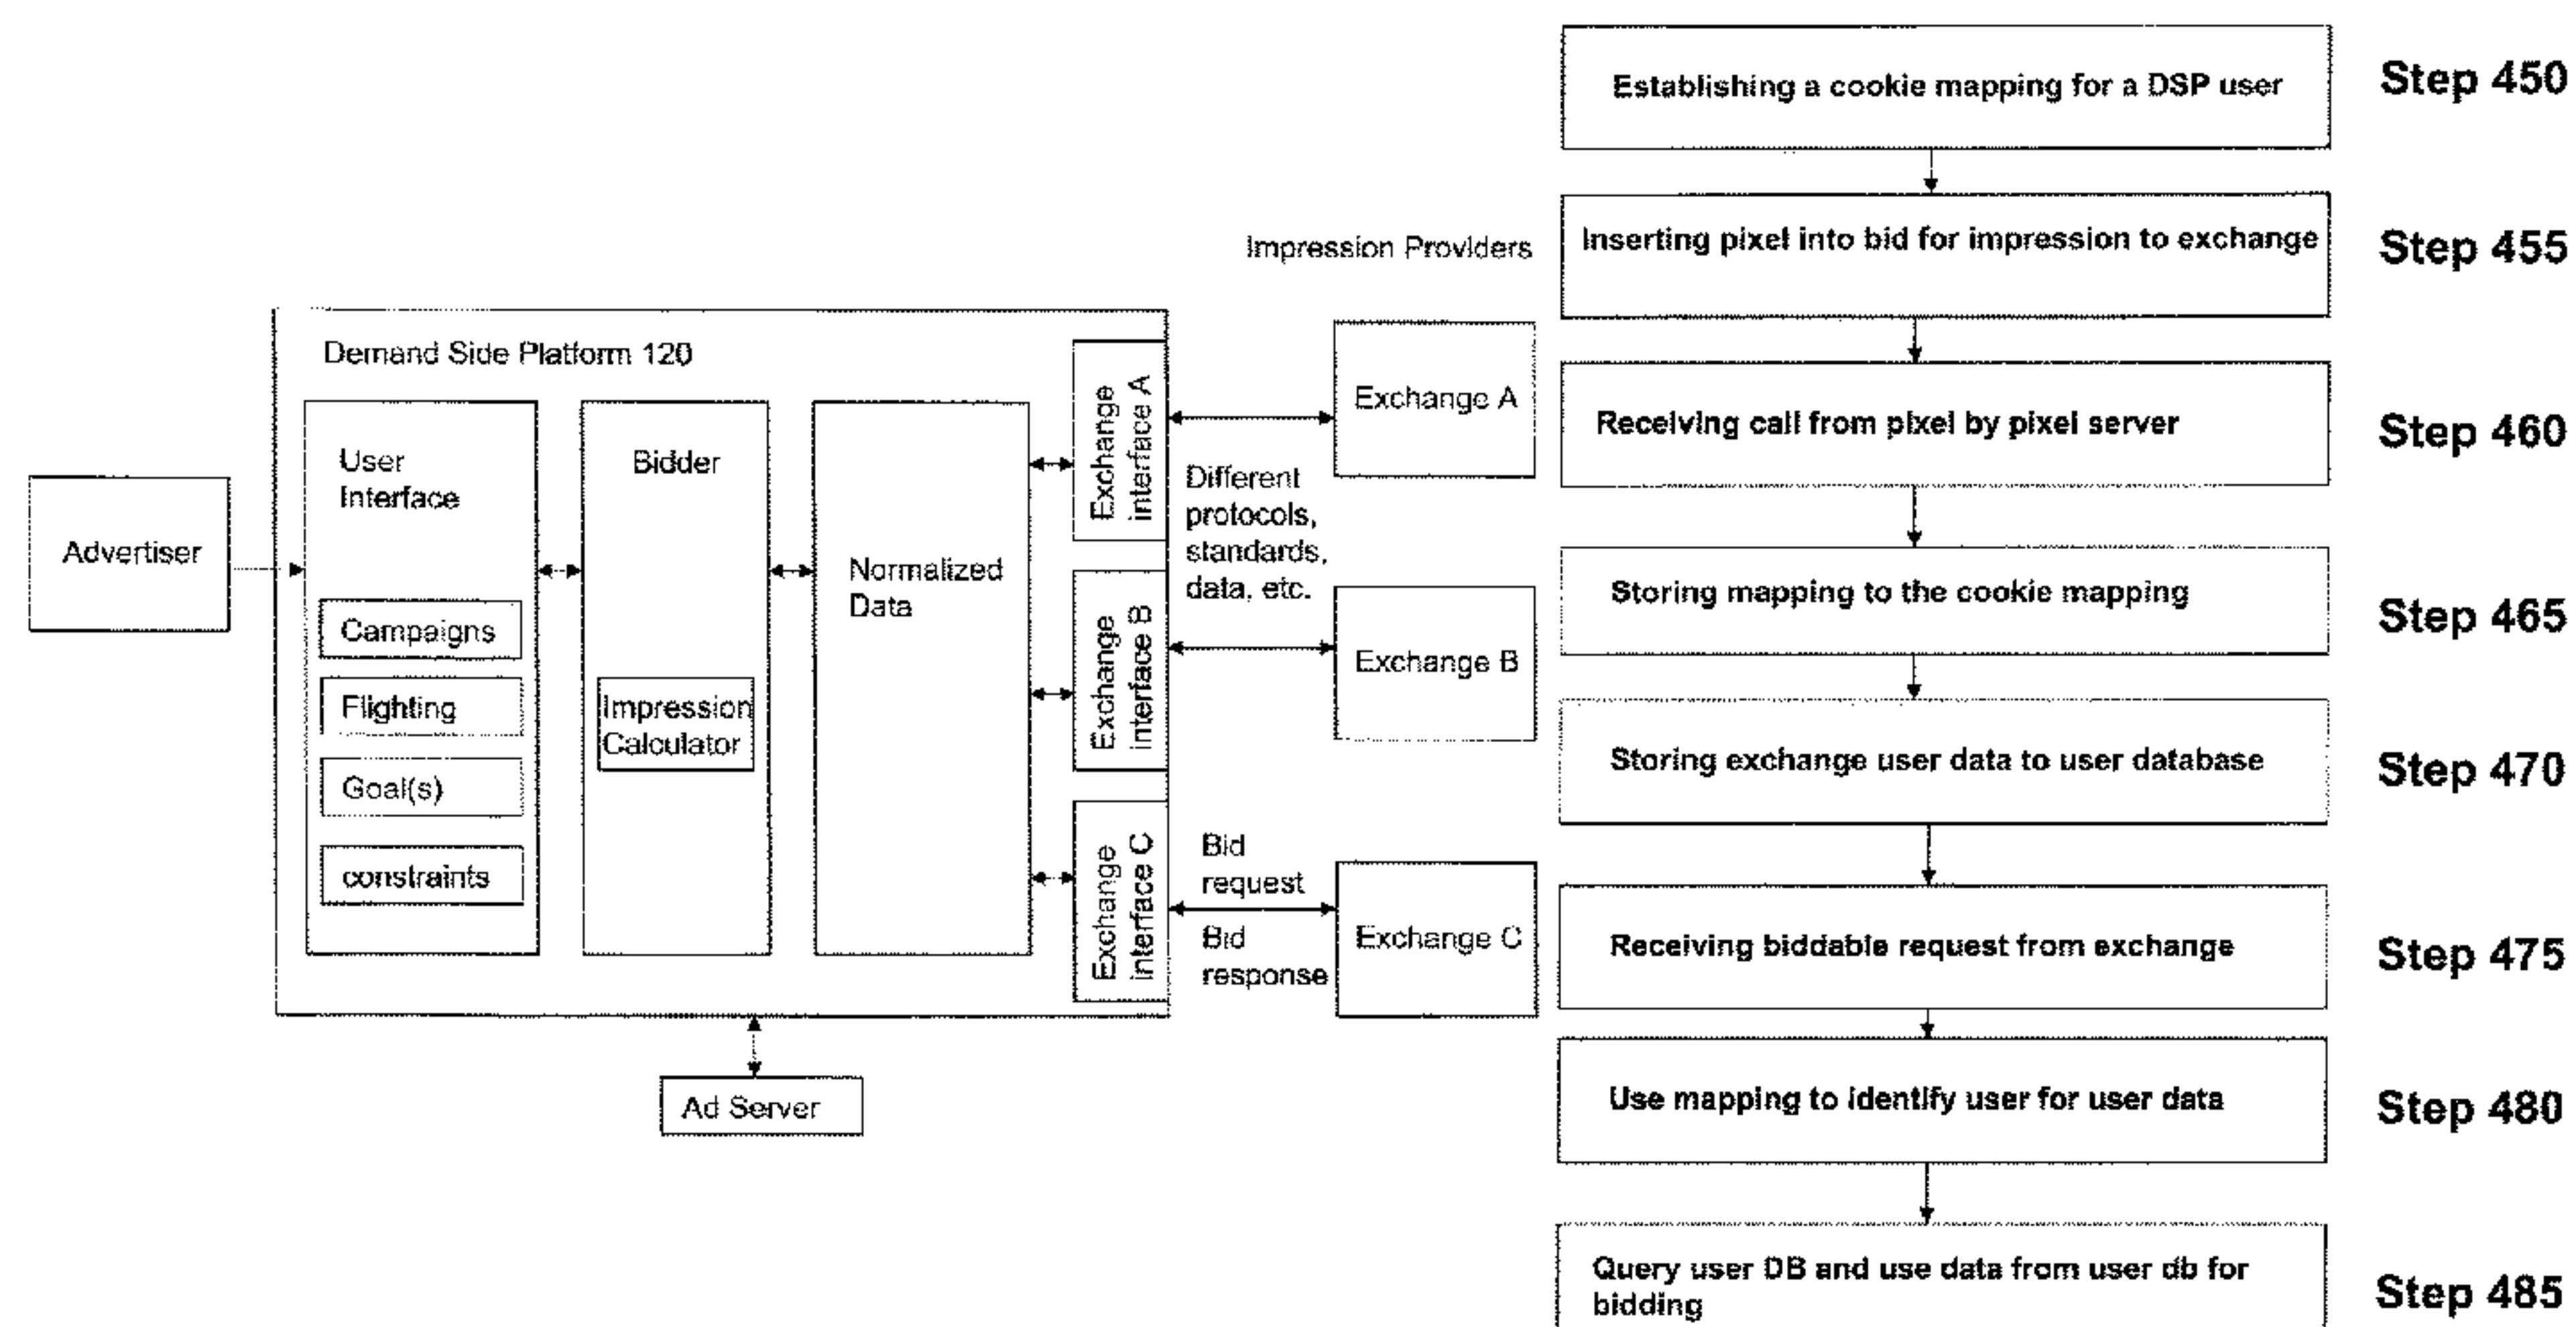 Impression Providers
Demand Side Platform 120
Advertiser
User
Interface
Campaigns
Flighting
Goal(s)
constraints
Bidder
Impression
Calculator
Normalized
Data
Exchange
interface A
Exchange
interface B
Exchange
interface C
Different
protocols,
standards,
data, etc.
Bid
request
Bid
response
Exchange A
Exchange B
Exchange C
Ad Server
Establishing a cookie mapping for a DSP user
Step 450
Inserting pixel into bid for impression to exchange
Step 455
Receiving call from pixel by pixel server
Step 460
Storing mapping to the cookie mapping
Step 465
Storing exchange user data to user database
Step 470
Receiving biddable request from exchange
Step 475
Use mapping to identify user for user data
Step 480
Query user DB and use data from user db for
bidding
Step 485